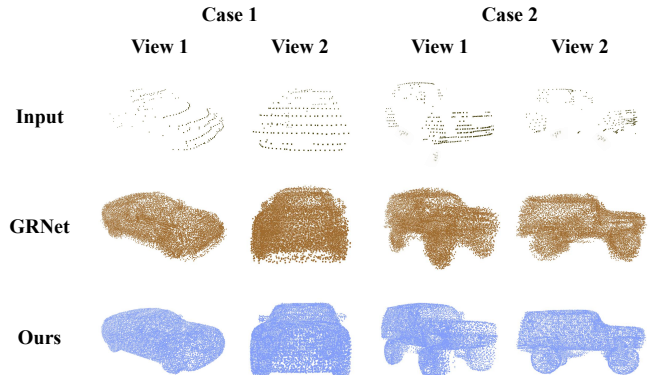 Case 1 Case 2
View 1 View 2 View 1 View 2
Input
GRNet
Ours